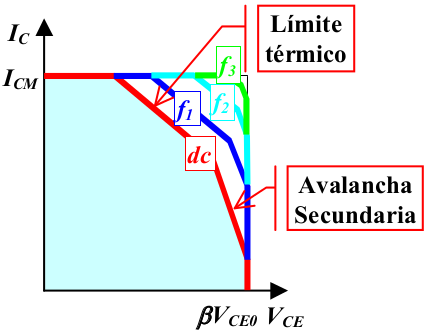 I_C
Límite
térmico
f_3
I_CM
f_2
f_1
dc
Avalancha
Secundaria
βV_CE0 V_CE